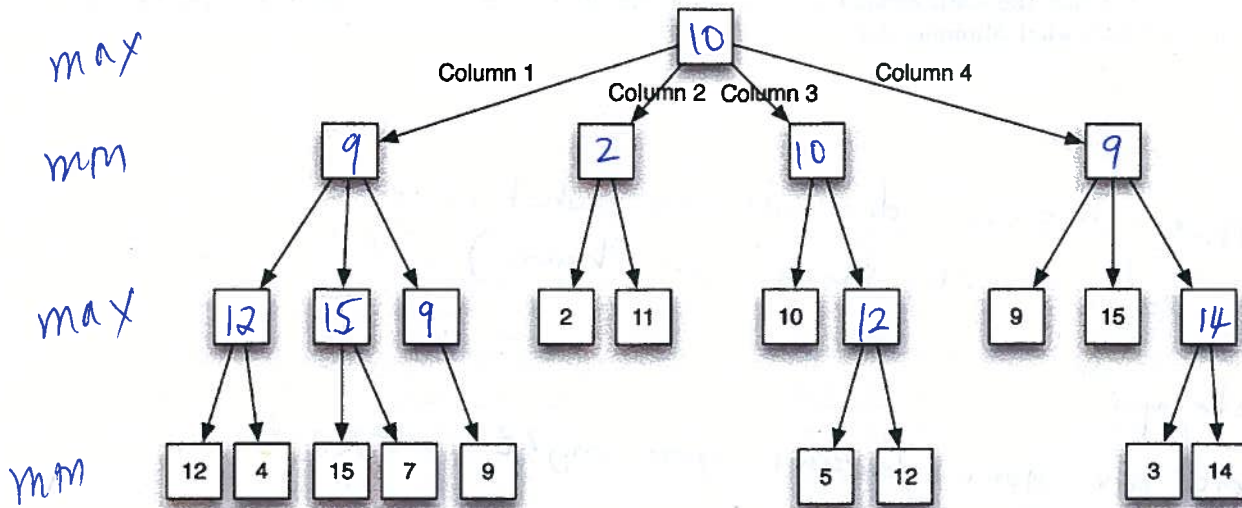 max 10
Column 1 Column 2 Column 3 Column 4
min 9 2 10 9
max 12 15 9 2 11 10 12 9 15 14
min 12 4 15 7 9 5 12 3 14